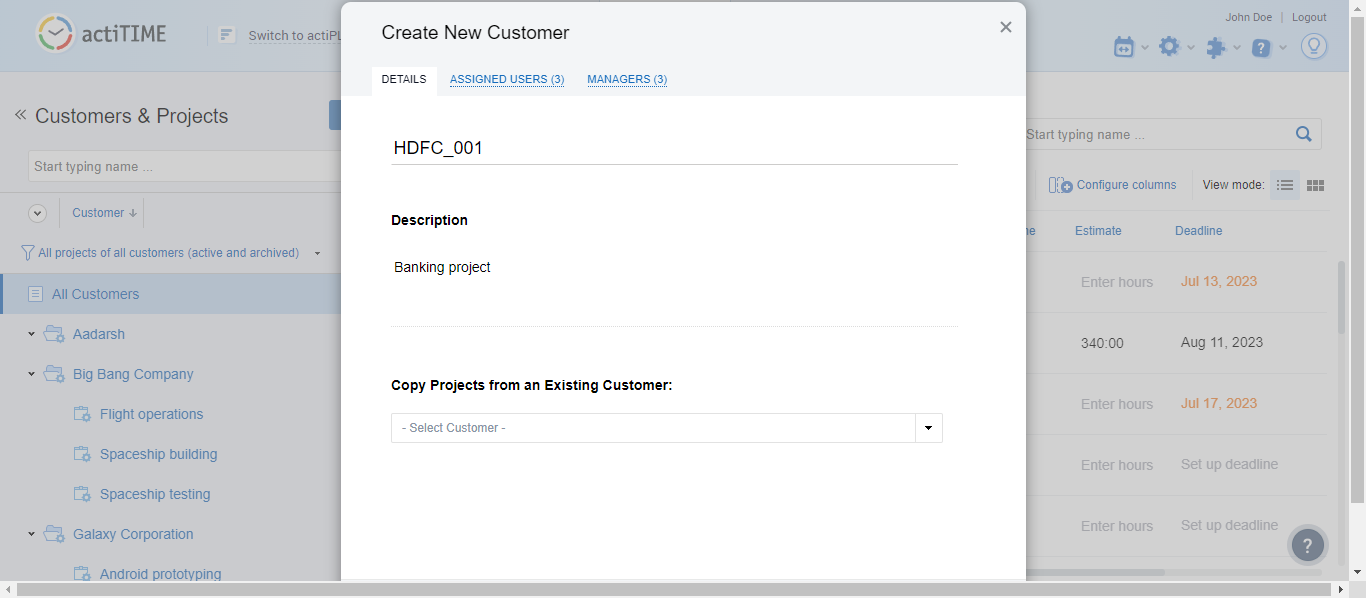 actiTIME
Switch to actiPL
John Doe | Logout
Create New Customer
DETAILS
ASSIGNED USERS (3)
MANAGERS (3)
Customers & Projects
Start typing name ...
Customer
All projects of all customers (active and archived)
All Customers
Aadarsh
Big Bang Company
Flight operations
Spaceship building
Spaceship testing
Galaxy Corporation
Android prototyping
HDFC_001
Description
Banking project
Copy Projects from an Existing Customer:
- Select Customer -
Start typing name ...
Configure columns
View mode:
ne
Estimate
Deadline
Enter hours
Jul 13, 2023
340:00
Aug 11, 2023
Enter hours
Jul 17, 2023
Enter hours
Set up deadline
Enter hours
Set up deadline
?